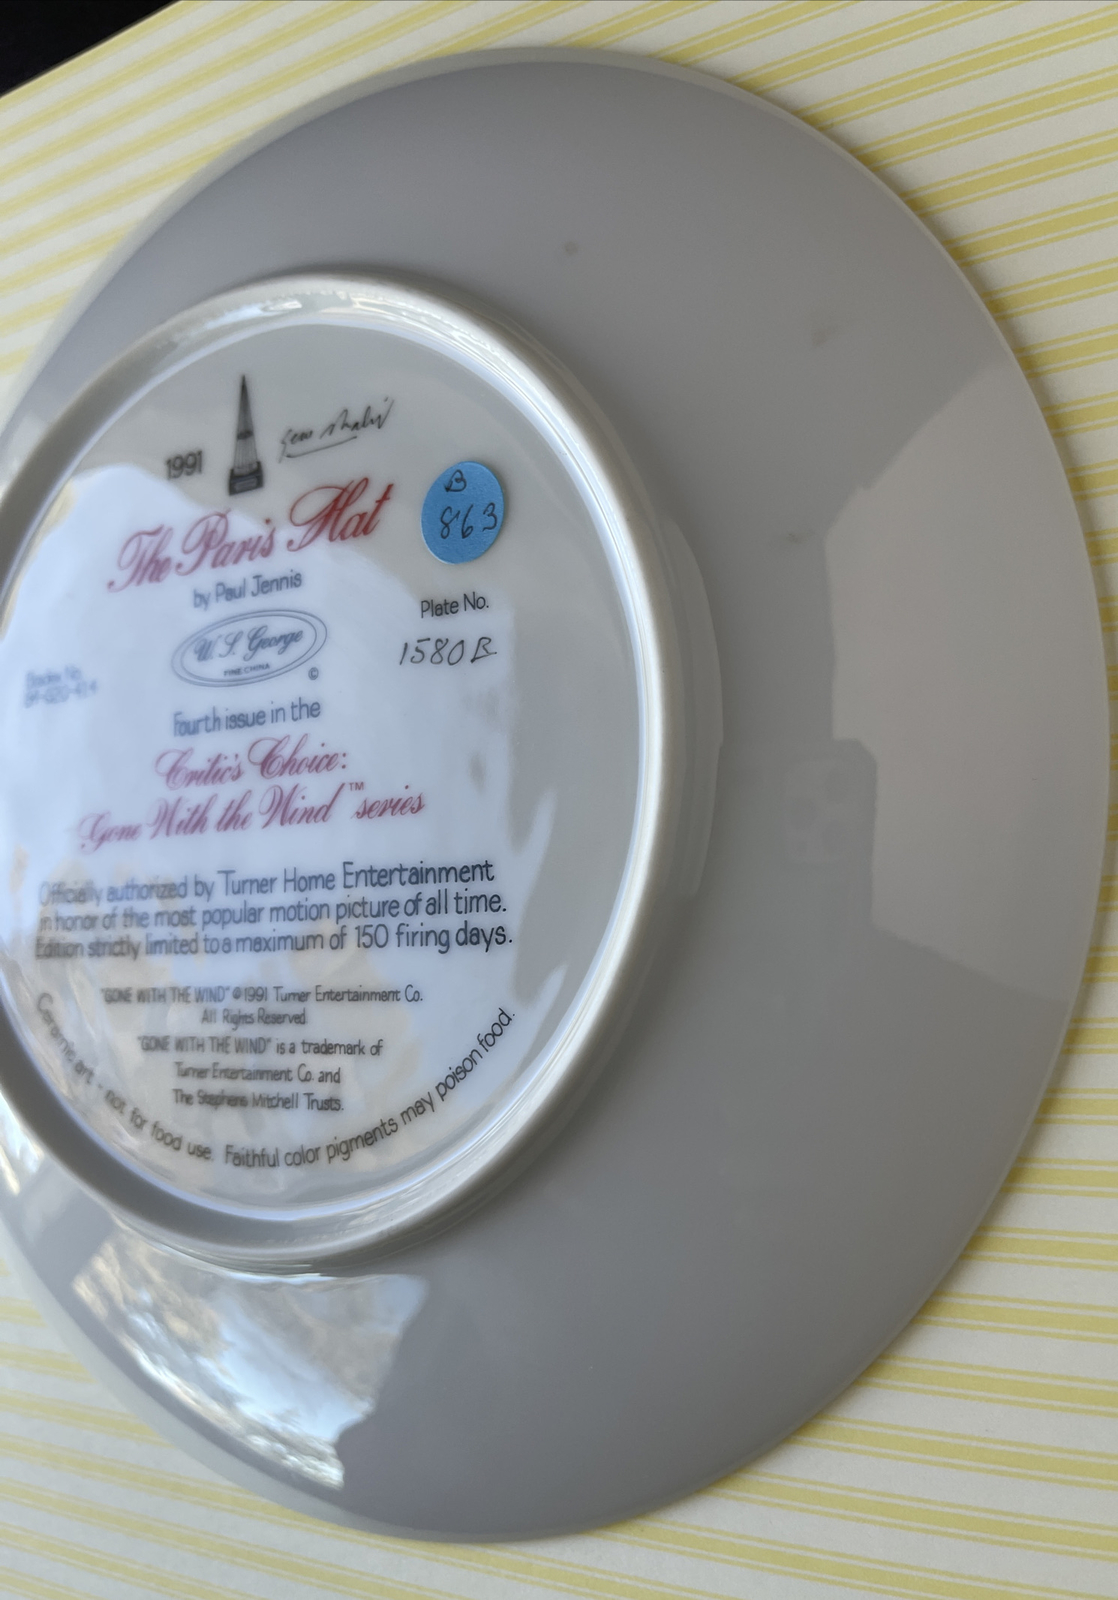 1991
The Paris Hat
by Paul Jennis
B
863
W. S. George
FINE CHINA
©
Plate No.
1580B
Bradex No.
Fourth issue in the
Critic's Choice:
Gone With the Wind™ series
Officially authorized by Turner Home Entertainment
in honor of the most popular motion picture of all time.
Edition strictly limited to a maximum of 150 firing days.
"GONE WITH THE WIND" ©1991 Turner Entertainment Co.
All Rights Reserved
"GONE WITH THE WIND" is a trademark of
Turner Entertainment Co. and
The Stephens Mitchell Trusts.
Ceramic art - not for food use. Faithful color pigments may poison food.